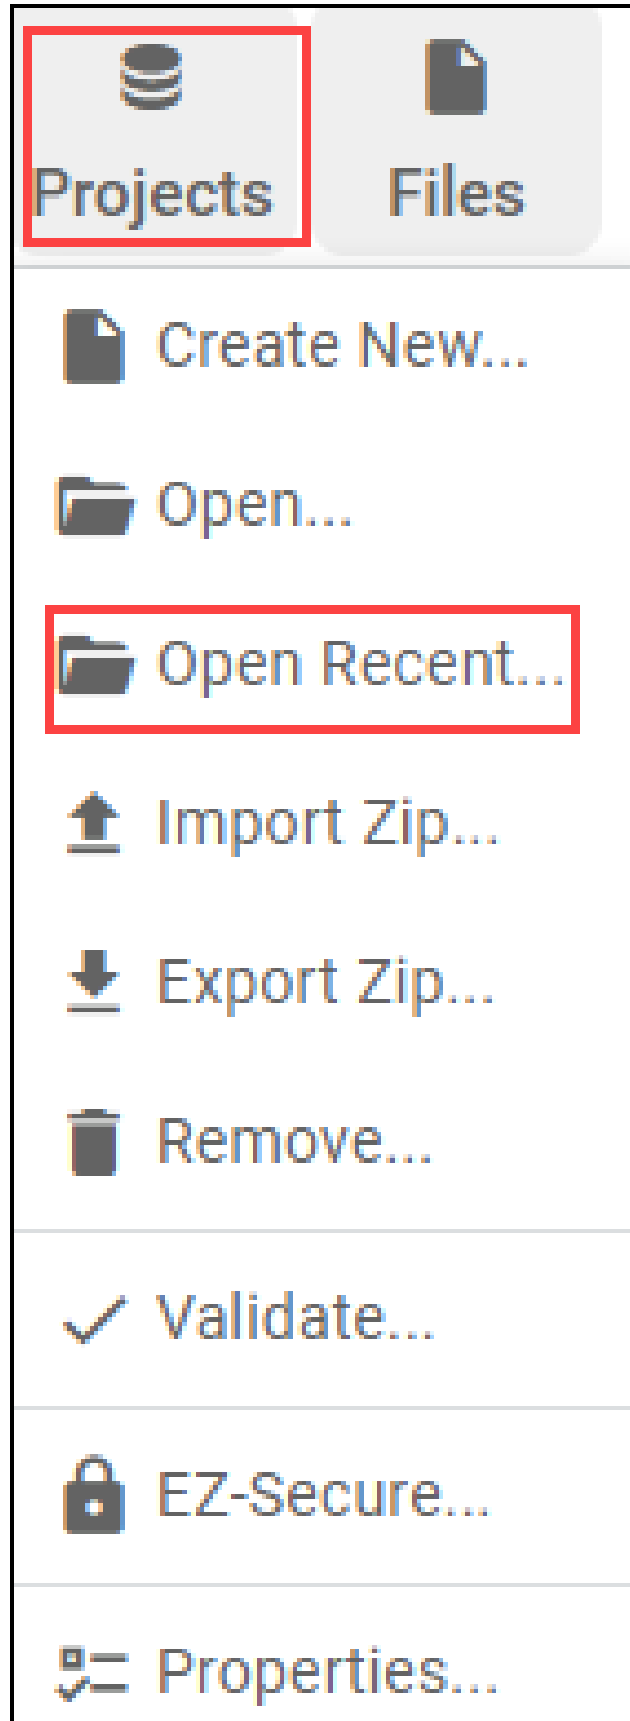 Projects Files
Create New...
Open...
Open Recent...
Import Zip...
Export Zip...
Remove...
Validate...
EZ-Secure...
Properties...